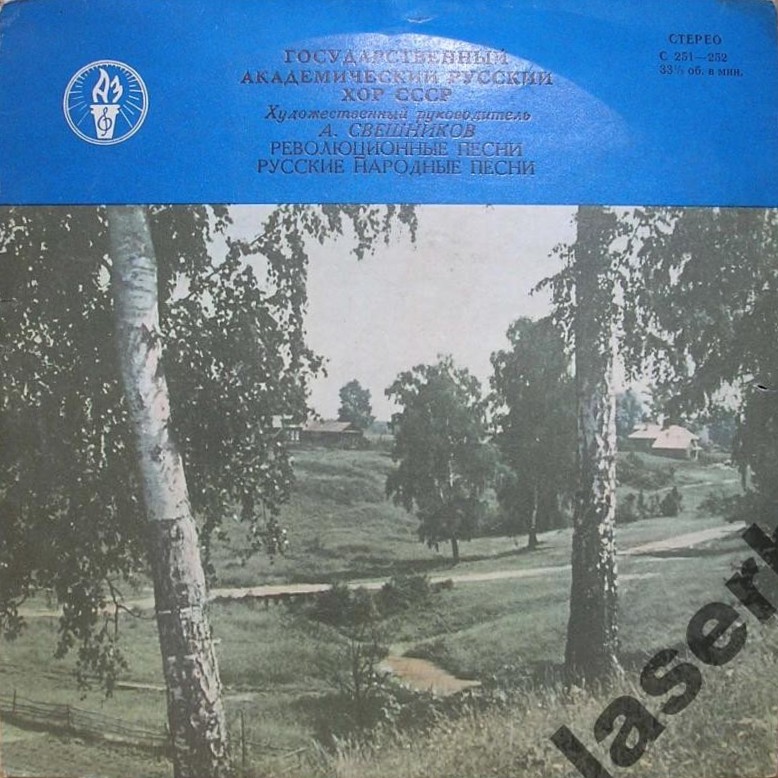 ГОСУДАРСТВЕННЫЙ
АКАДЕМИЧЕСКИЙ РУССКИЙ
ХОР СССР
Художественный руководитель
А. СВЕШНИКОВ
РЕВОЛЮЦИОННЫЕ ПЕСНИ
РУССКИЕ НАРОДНЫЕ ПЕСНИ
СТЕРЕО
С 251—252
33⅓ об. в мин.
АЗ